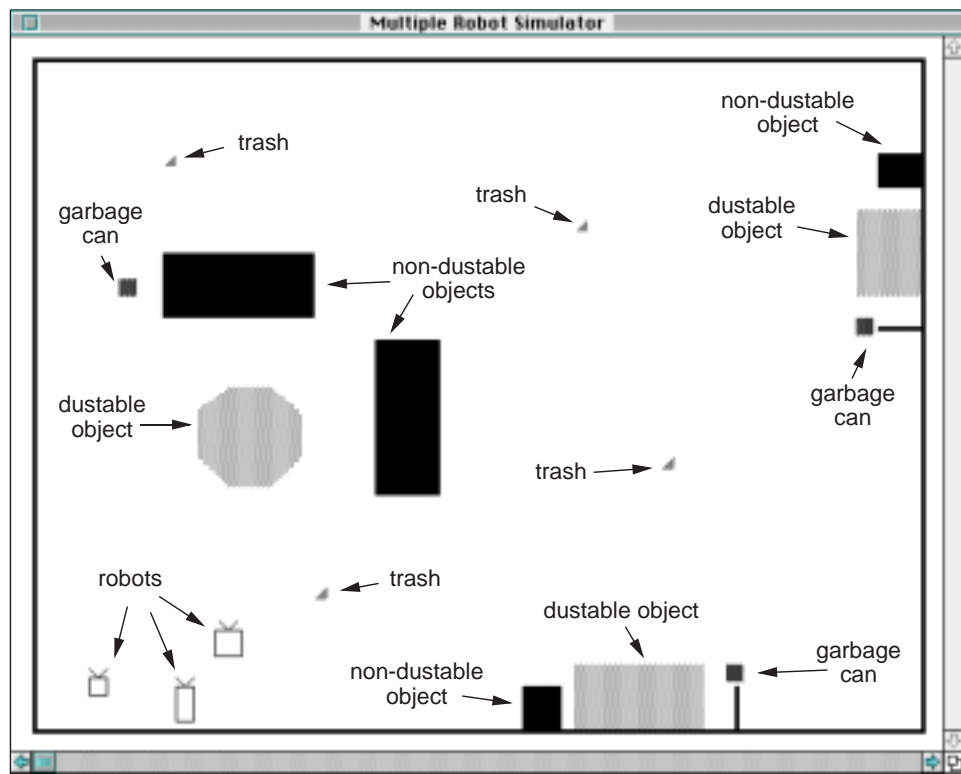 Multiple Robot Simulator
non-dustable
object
trash
trash
garbage
can
dustable
object
non-dustable
objects
garbage
can
dustable
object
trash
robots
trash
dustable object
non-dustable
object
garbage
can